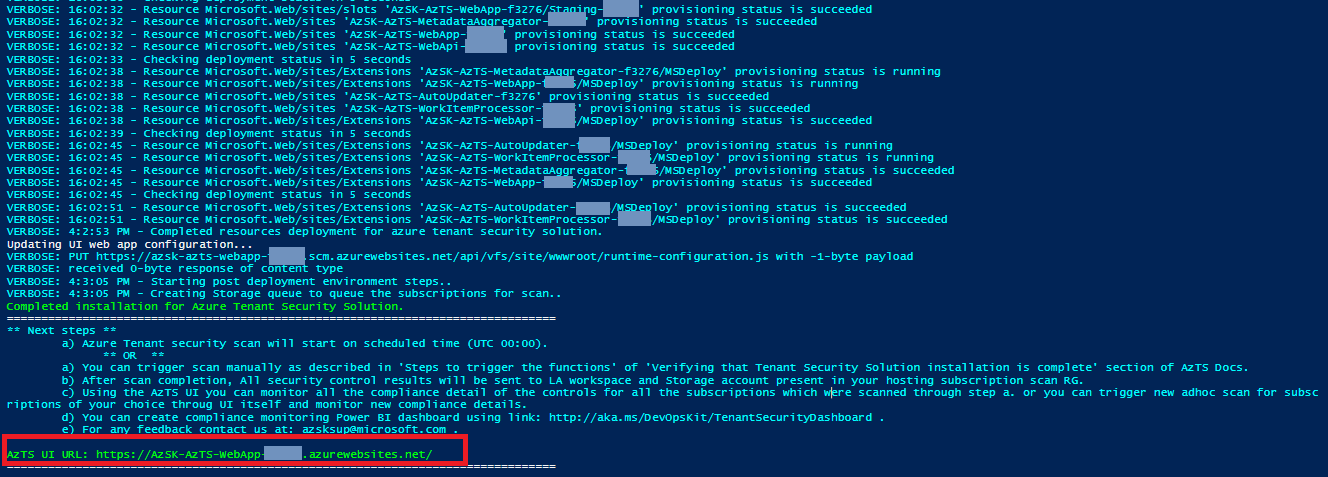 VERBOSE: 16:02:32 - Resource Microsoft.Web/sites/slots 'AzSK-AzTS-WebApp-f3276/Staging-' provisioning status is succeeded
VERBOSE: 16:02:32 - Resource Microsoft.Web/sites 'AzSK-AzTS-MetadataAggregator-' provisioning status is succeeded
VERBOSE: 16:02:32 - Resource Microsoft.Web/sites 'AzSK-AzTS-WebApp-' provisioning status is succeeded
VERBOSE: 16:02:32 - Resource Microsoft.Web/sites 'AzSK-AzTS-WebApi- provisioning status is succeeded
VERBOSE: 16:02:33 - Checking deployment status in 5 seconds
VERBOSE: 16:02:38 - Resource Microsoft.Web/sites/Extensions 'AzSK-AzTS-MetadataAggregator-f3276/MSDeploy' provisioning status is running
VERBOSE: 16:02:38 - Resource Microsoft.Web/sites/Extensions 'AzSK-AzTS-WebApp- /MSDeploy' provisioning status is running
VERBOSE: 16:02:38 - Resource Microsoft.Web/sites 'AzSK-AzTS-AutoUpdater-f3276' provisioning status is succeeded
VERBOSE: 16:02:38 - Resource Microsoft.Web/sites 'AzSK-AzTS-WorkItemProcessor- ' provisioning status is succeeded
VERBOSE: 16:02:38 - Resource Microsoft.Web/sites/Extensions 'AzSK-AzTS-WebApi- /MSDeploy' provisioning status is succeeded
VERBOSE: 16:02:39 - Checking deployment status in 5 seconds
VERBOSE: 16:02:45 - Resource Microsoft.Web/sites/Extensions 'AzSK-AzTS-AutoUpdater- /MSDeploy' provisioning status is running
VERBOSE: 16:02:45 - Resource Microsoft.Web/sites/Extensions 'AzSK-AzTS-WorkItemProcessor- /MSDeploy' provisioning status is running
VERBOSE: 16:02:45 - Resource Microsoft.Web/sites/Extensions 'AzSK-AzTS-MetadataAggregator- /MSDeploy' provisioning status is succeeded
VERBOSE: 16:02:45 - Resource Microsoft.Web/sites/Extensions 'AzSK-AzTS-WebApp- /MSDeploy' provisioning status is succeeded
VERBOSE: 16:02:45 - Checking deployment status in 5 seconds
VERBOSE: 16:02:51 - Resource Microsoft.Web/sites/Extensions 'AzSK-AzTS-AutoUpdater- /MSDeploy' provisioning status is succeeded
VERBOSE: 16:02:51 - Resource Microsoft.Web/sites/Extensions 'AzSK-AzTS-WorkItemProcessor- /MSDeploy' provisioning status is succeeded
VERBOSE: 4:2:53 PM - Completed resources deployment for azure tenant security solution.
Updating UI web app configuration...
VERBOSE: PUT https://azsk-azts-webapp- .scm.azurewebsites.net/api/vfs/site/wwwroot/runtime-configuration.js with -1-byte payload
VERBOSE: received 0-byte response of content type
VERBOSE: 4:3:05 PM - Starting post deployment environment steps..
VERBOSE: 4:3:05 PM - Creating Storage queue to queue the subscriptions for scan..
Completed installation for Azure Tenant Security Solution.
================================================================================
** Next steps **
a) Azure Tenant security scan will start on scheduled time (UTC 00:00).
** OR **
a) You can trigger scan manually as described in 'Steps to trigger the functions' of 'Verifying that Tenant Security Solution installation is complete' section of AzTS Docs.
b) After scan completion, All security control results will be sent to LA workspace and Storage account present in your hosting subscription scan RG.
c) Using the AzTS UI you can monitor all the compliance detail of the controls for all the subscriptions which were scanned through step a. or you can trigger new adhoc scan for subsc
riptions of your choice throug UI itself and monitor new compliance details.
d) You can create compliance monitoring Power BI dashboard using link: http://aka.ms/DevOpsKit/TenantSecurityDashboard .
e) For any feedback contact us at: azsksup@microsoft.com .
AzTS UI URL: https://AzSK-AzTS-WebApp- .azurewebsites.net/
================================================================================